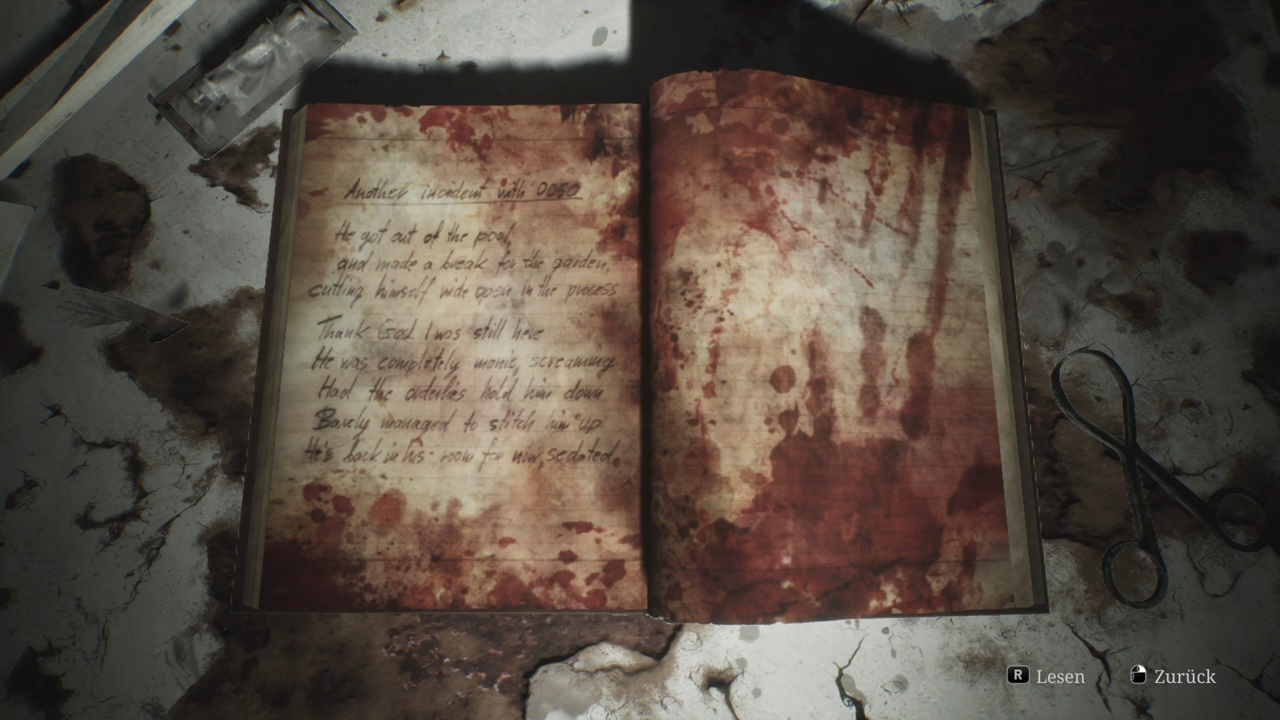 Another incident with 0050
He got out of the pool,
and made a break for the garden,
cutting himself wide open in the process
Thank God I was still here
He was completely manic, screaming
Had the orderlies hold him down
Barely managed to stitch him up
He's back in his room for now, sedated.
R Lesen
Zurück